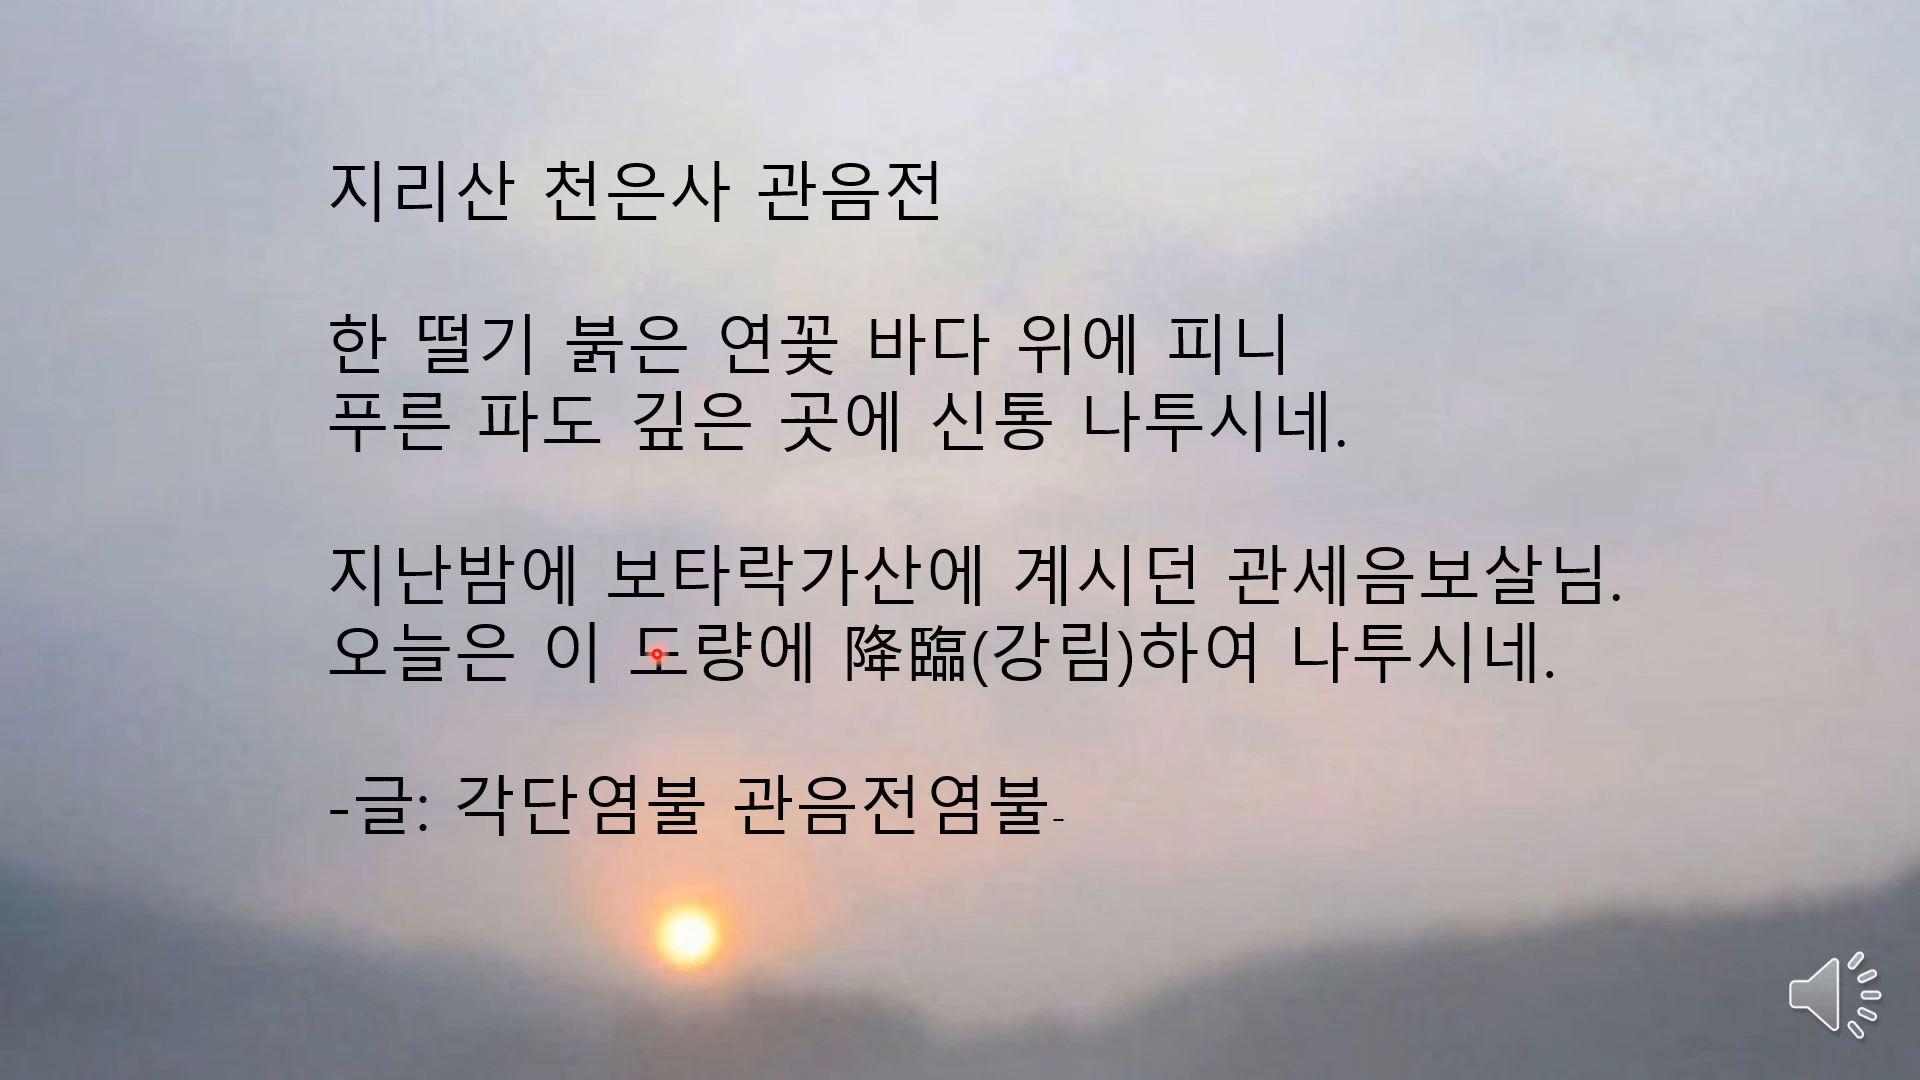 지리산 천은사 관음전
한 떨기 붉은 연꽃 바다 위에 피니
푸른 파도 깊은 곳에 신통 나투시네.
지난밤에 보타락가산에 계시던 관세음보살님.
오늘은 이 도량에 降臨(강림)하여 나투시네.
-글: 각단염불 관음전염불-